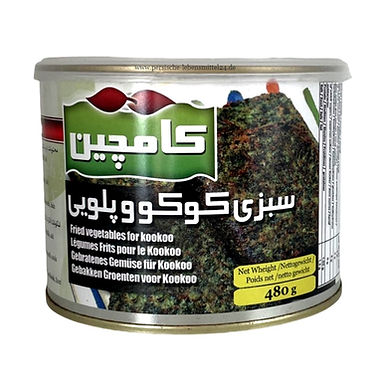 www.persische-lebensmittel24.de
کامچین
سبزی کوکو و پلویی
Fried vegetables for kookoo
Légumes Frits pour le Kookoo
Gebratenes Gemüse für Kookoo
Gebakken Groenten voor Kookoo
Net Wheight /Nettogewicht/
Poids net /netto gewicht
480 g